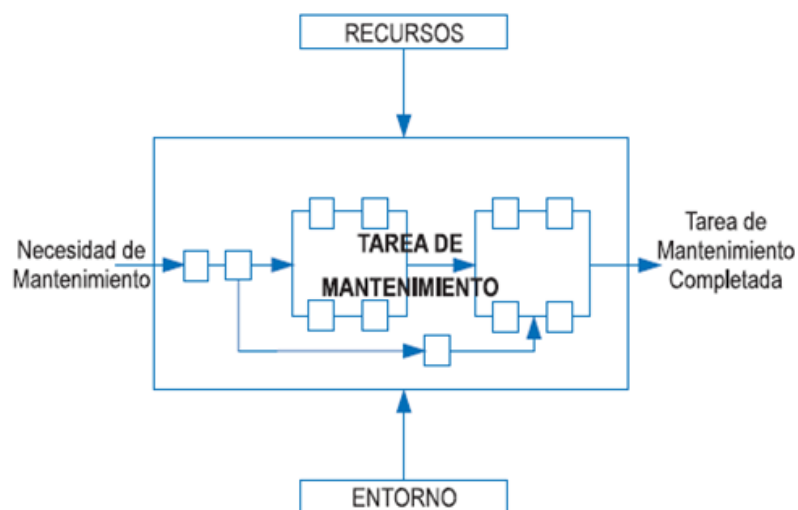 RECURSOS
Necesidad de
Mantenimiento
TAREA DE
MANTENIMIENTO
Tarea de
Mantenimiento
Completada
ENTORNO